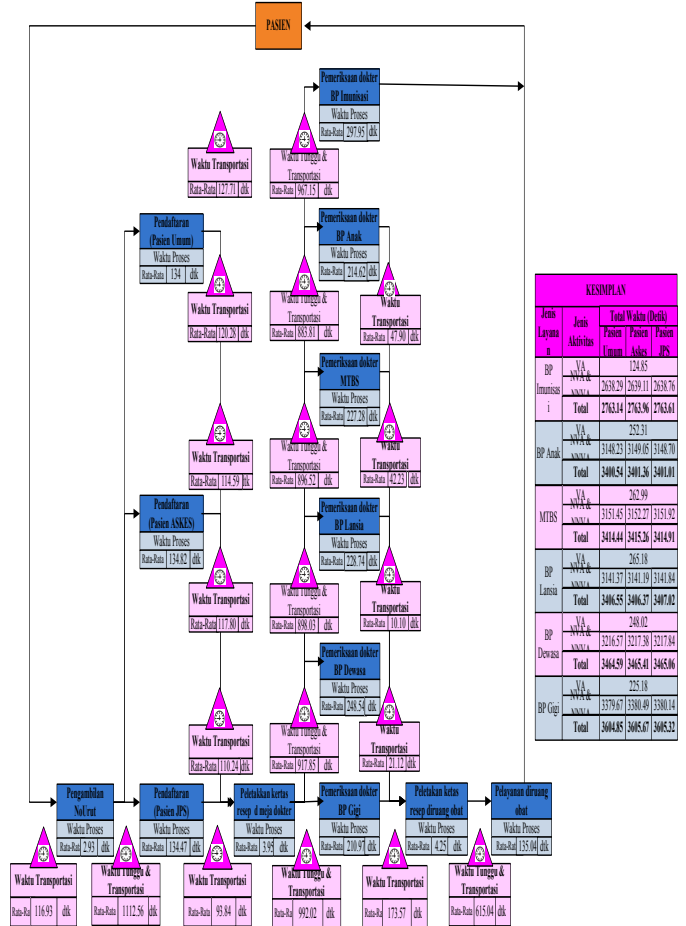 PASIEN
Pemeriksaan dokter
BP Imunisasi
Waktu Proses
Rata-Rata 297.95 dtk
Waktu Transportasi
Rata-Rata 127.71 dtk
Waktu Tunggu &
Transportasi
Rata-Rata 967.15 dtk
Pendaftaran
(Pasien Umum)
Waktu Proses
Rata-Rata 134 dtk
Pemeriksaan dokter
BP Anak
Waktu Proses
Rata-Rata 214.62 dtk
Waktu Transportasi
Rata-Rata 120.28 dtk
Waktu Tunggu &
Transportasi
Rata-Rata 883.81 dtk
Waktu
Transportasi
47.90 dtk
Pemeriksaan dokter
MTBS
Waktu Proses
Rata-Rata 227.28 dtk
Waktu Transportasi
Rata-Rata 114.59 dtk
Waktu Tunggu &
Transportasi
Rata-Rata 896.52 dtk
Waktu
Transportasi
42.23 dtk
Pendaftaran
(Pasien ASKES)
Waktu Proses
Rata-Rata 134.82 dtk
Pemeriksaan dokter
BP Lansia
Waktu Proses
Rata-Rata 228.74 dtk
Waktu Transportasi
Rata-Rata 117.80 dtk
Waktu Tunggu &
Transportasi
Rata-Rata 898.03 dtk
Waktu
Transportasi
10.10 dtk
Pemeriksaan dokter
BP Dewasa
Waktu Proses
Rata-Rata 248.54 dtk
Waktu Transportasi
Rata-Rata 110.24 dtk
Waktu Tunggu &
Transportasi
Rata-Rata 917.85 dtk
Waktu
Transportasi
21.12 dtk
Pengambilan
NoUrut
Waktu Proses
Rata-Rata 2.93 dtk
Pendaftaran
(Pasien JPS)
Waktu Proses
Rata-Rata 134.47 dtk
Peletakkan kertas
resep d meja dokter
Waktu Proses
Rata-Rata 3.95 dtk
Pemeriksaan dokter
BP Gigi
Waktu Proses
Rata-Rata 210.97 dtk
Peletakan ketas
resep diruang obat
Waktu Proses
Rata-Rata 4.25 dtk
Pelayanan diruang
obat
Waktu Proses
Rata-Rata 135.04 dtk
Waktu Transportasi
Rata-Ra 116.93 dtk
Waktu Tunggu &
Transportasi
Rata-Ra 1112.56 dtk
Waktu Transportasi
Rata-Ra 93.84 dtk
Waktu Tunggu &
Transportasi
Rata-Ra 992.02 dtk
Waktu Transportasi
Rata-Ra 173.57 dtk
Waktu Tunggu &
Transportasi
Rata-Ra 615.04 dtk
KESIMPLAN
Jenis Layanan Jenis Aktivitas Total Waktu (Detik)
Pasien Umum Pasien Askes Pasien JPS
BP Imunisasi VA 124.85
NVA & NNVA 2638.29 2639.11 2638.76
Total 2763.14 2763.96 2763.61
BP Anak VA 252.31
NVA & NNVA 3148.23 3149.05 3148.70
Total 3400.54 3401.36 3401.01
MTBS VA 262.99
NVA & NNVA 3151.45 3152.27 3151.92
Total 3414.44 3415.26 3414.91
BP Lansia VA 265.18
NVA & NNVA 3141.37 3141.19 3141.84
Total 3406.55 3406.37 3407.02
BP Dewasa VA 248.02
NVA & NNVA 3216.57 3217.38 3217.84
Total 3464.59 3465.41 3465.06
BP Gigi VA 225.18
NVA & NNVA 3379.67 3380.49 3380.14
Total 3604.85 3605.67 3605.32